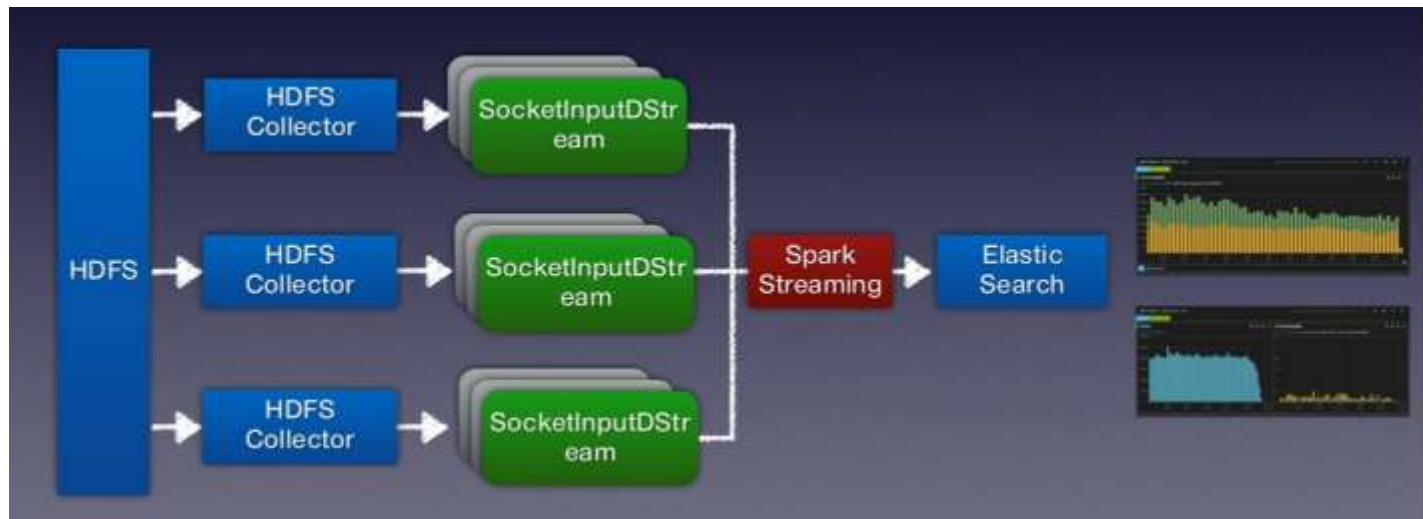 HDFS
HDFS
Collector
SocketInputDStr
eam
HDFS
Collector
SocketInputDStr
eam
HDFS
Collector
SocketInputDStr
eam
Spark
Streaming
Elastic
Search